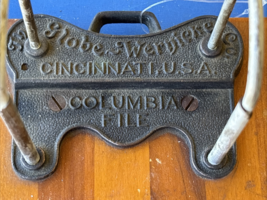 Globe-Wernicke Co.
CINCINNATI, U.S.A.
COLUMBIA
FILE